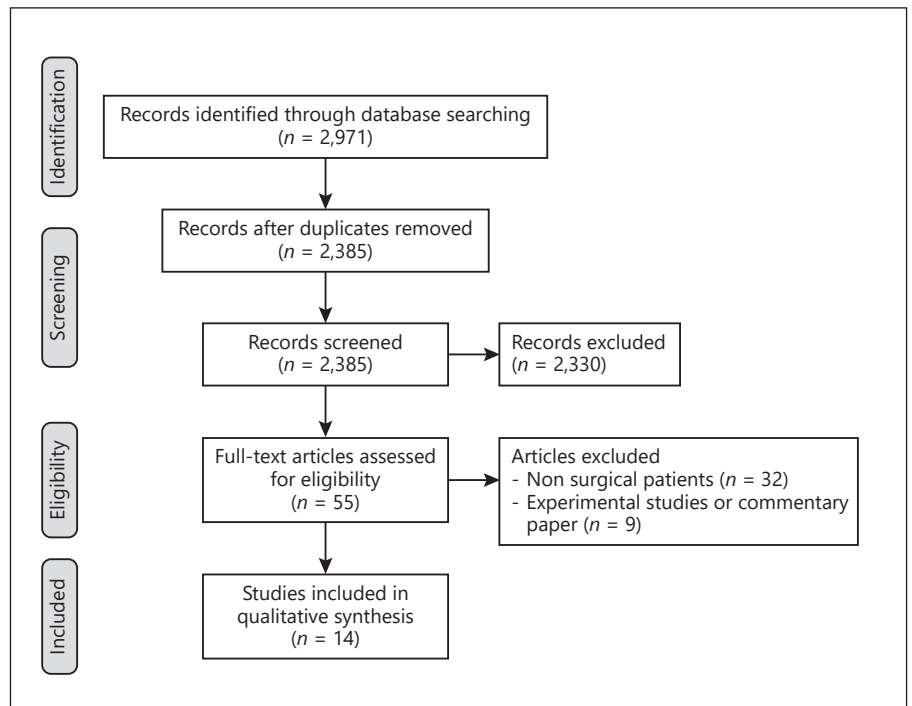 Identification
Records identified through database searching
(n = 2,971)
Screening
Records after duplicates removed
(n = 2,385)
Records screened
(n = 2,385)
Records excluded
(n = 2,330)
Eligibility
Full-text articles assessed
for eligibility
(n = 55)
Articles excluded
- Non surgical patients (n = 32)
- Experimental studies or commentary
paper (n = 9)
Included
Studies included in
qualitative synthesis
(n = 14)